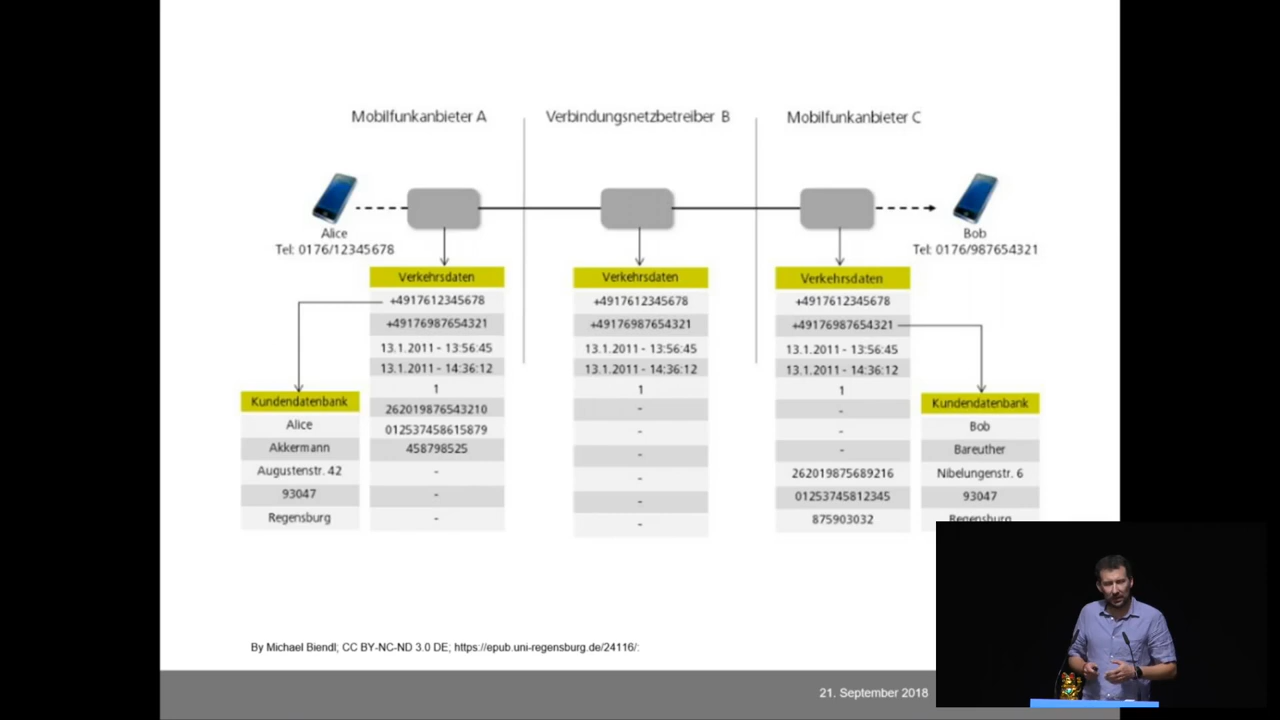 Mobilfunkanbieter A
Verbindungsnetzbetreiber B
Mobilfunkanbieter C
Alice
Tel: 0176/12345678
Bob
Tel: 0176/987654321
Verkehrsdaten
+4917612345678
+49176987654321
13.1.2011 - 13:56:45
13.1.2011 - 14:36:12
1
262019876543210
012537458615879
458798525
-
-
-
Verkehrsdaten
+4917612345678
+49176987654321
13.1.2011 - 13:56:45
13.1.2011 - 14:36:12
1
-
-
-
-
-
-
Verkehrsdaten
+4917612345678
+49176987654321
13.1.2011 - 13:56:45
13.1.2011 - 14:36:12
1
-
-
-
262019875689216
01253745812345
875903032
Kundendatenbank
Alice
Akkermann
Augustenstr. 42
93047
Regensburg
Kundendatenbank
Bob
Bareuther
Nibelungenstr. 6
93047
Regensburg
By Michael Biendl; CC BY-NC-ND 3.0 DE; https://epub.uni-regensburg.de/24116/:
21. September 2018